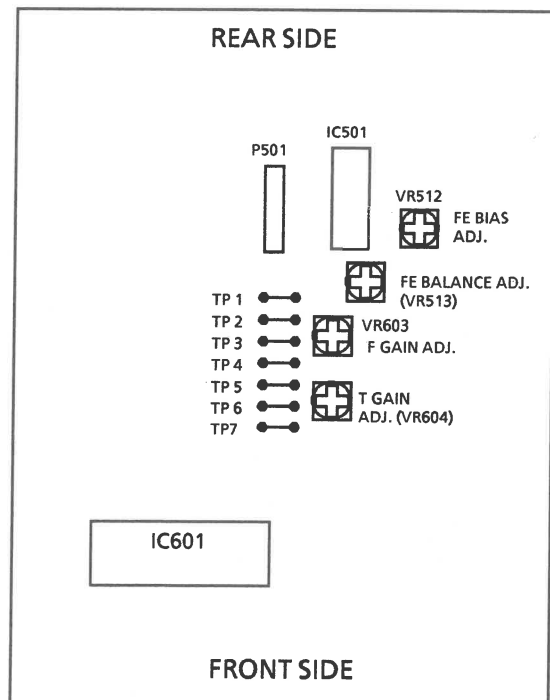 REAR SIDE
IC501
P501
VR512
FE BIAS
ADJ.
FE BALANCE ADJ.
(VR513)
TP 1
TP 2
VR603
TP 3
F GAIN ADJ.
TP 4
TP 5
T GAIN
TP 6
ADJ. (VR604)
TP7
IC601
FRONT SIDE